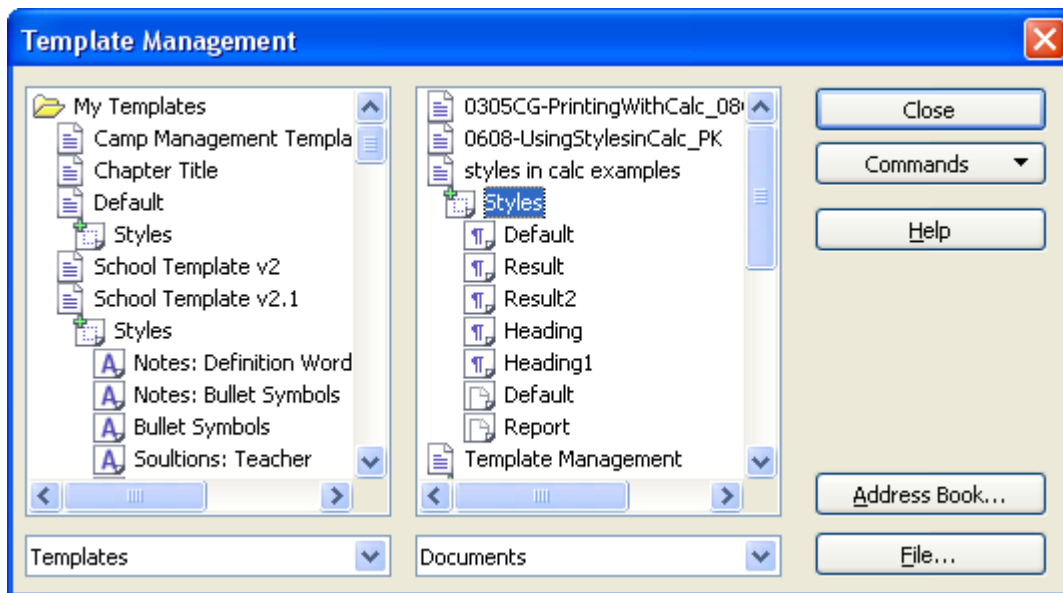 Template Management
My Templates
Camp Management Templa
Chapter Title
Default
Styles
School Template v2
School Template v2.1
Styles
Notes: Definition Word
Notes: Bullet Symbols
Bullet Symbols
Soultions: Teacher
Templates
0305CG-PrintingWithCalc_08
0608-UsingStylesinCalc_PK
styles in calc examples
Styles
Default
Result
Result2
Heading
Heading1
Default
Report
Template Management
Documents
Close
Commands
Help
Address Book...
File...